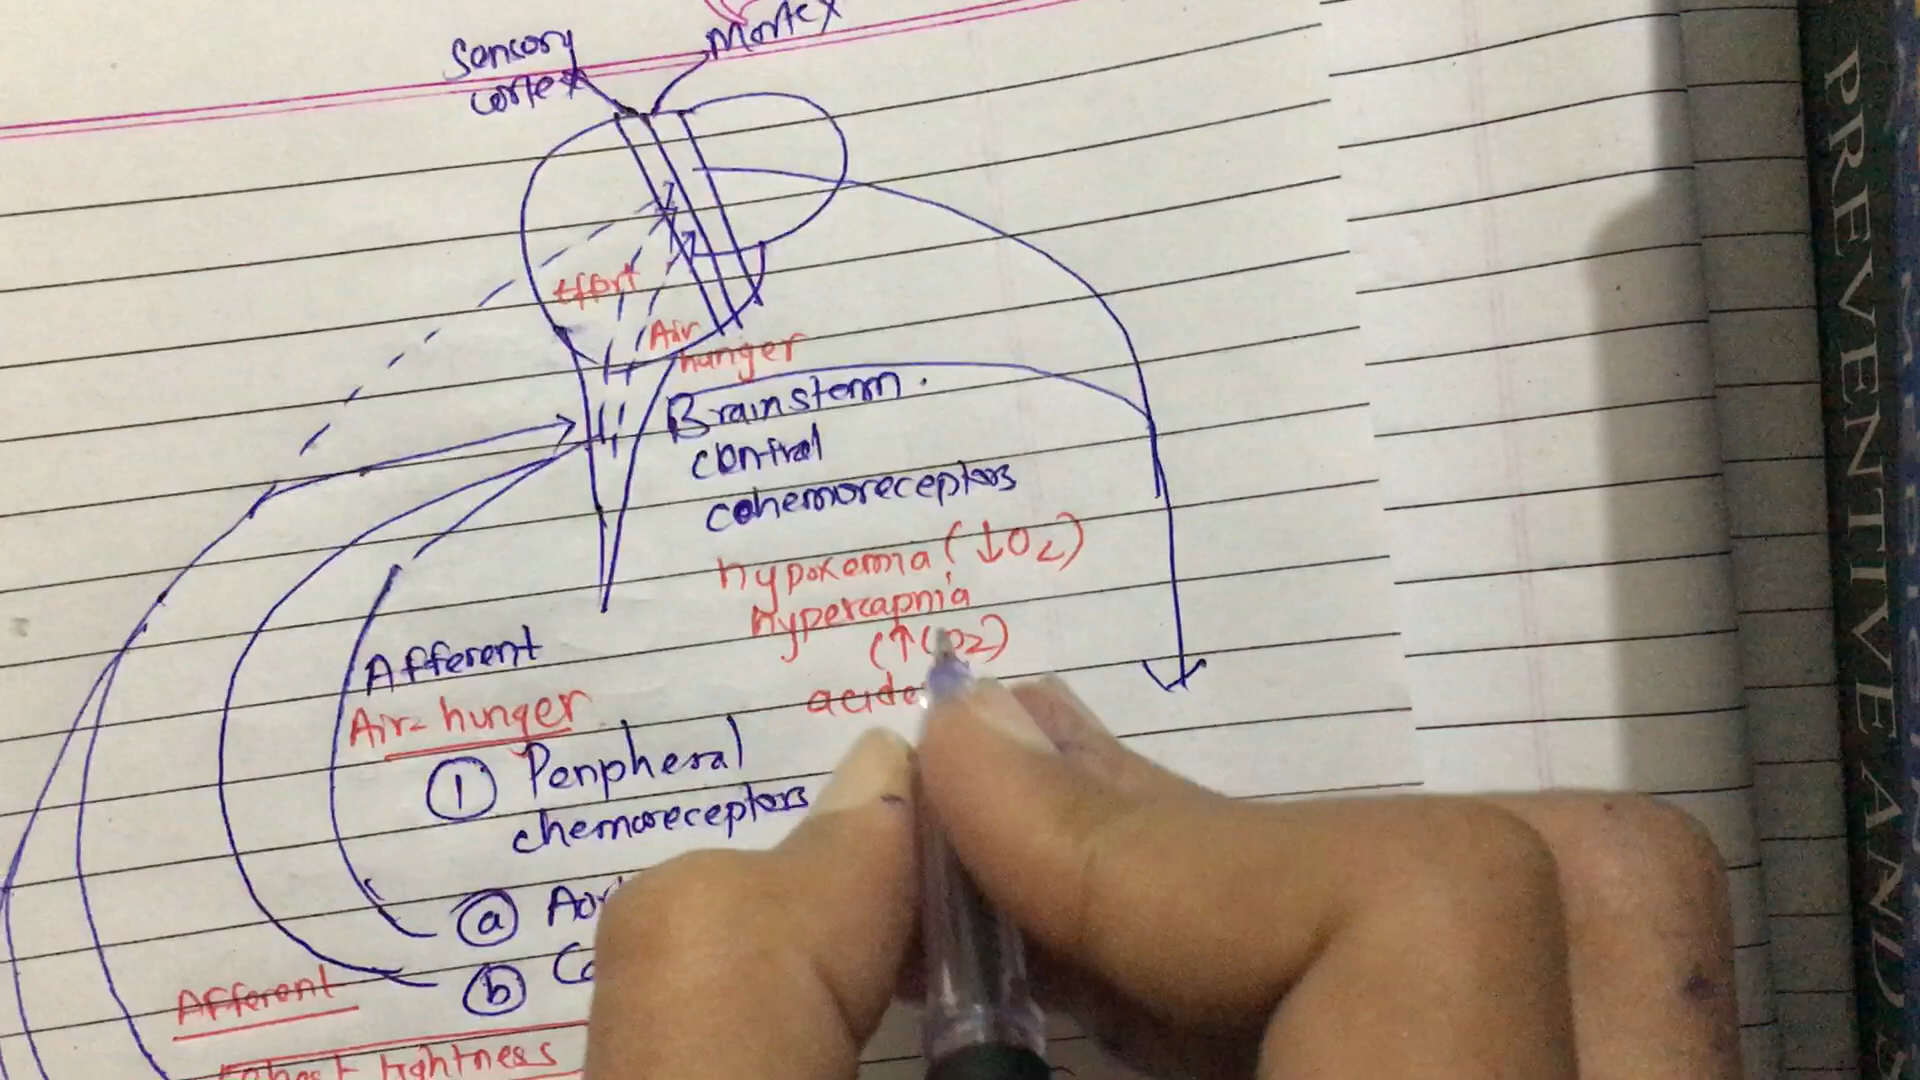 Sensory
cortex
Effort
Air
hunger
Brainstem.
central
chemoreceptors
hypoxemia (↓O2)
hypercapnia
(↑CO2)
Afferent
Air-hunger
① Peripheral
chemoreceptors
ⓐ
ⓑ
Afferent
tightness
PREVENTIVE AND